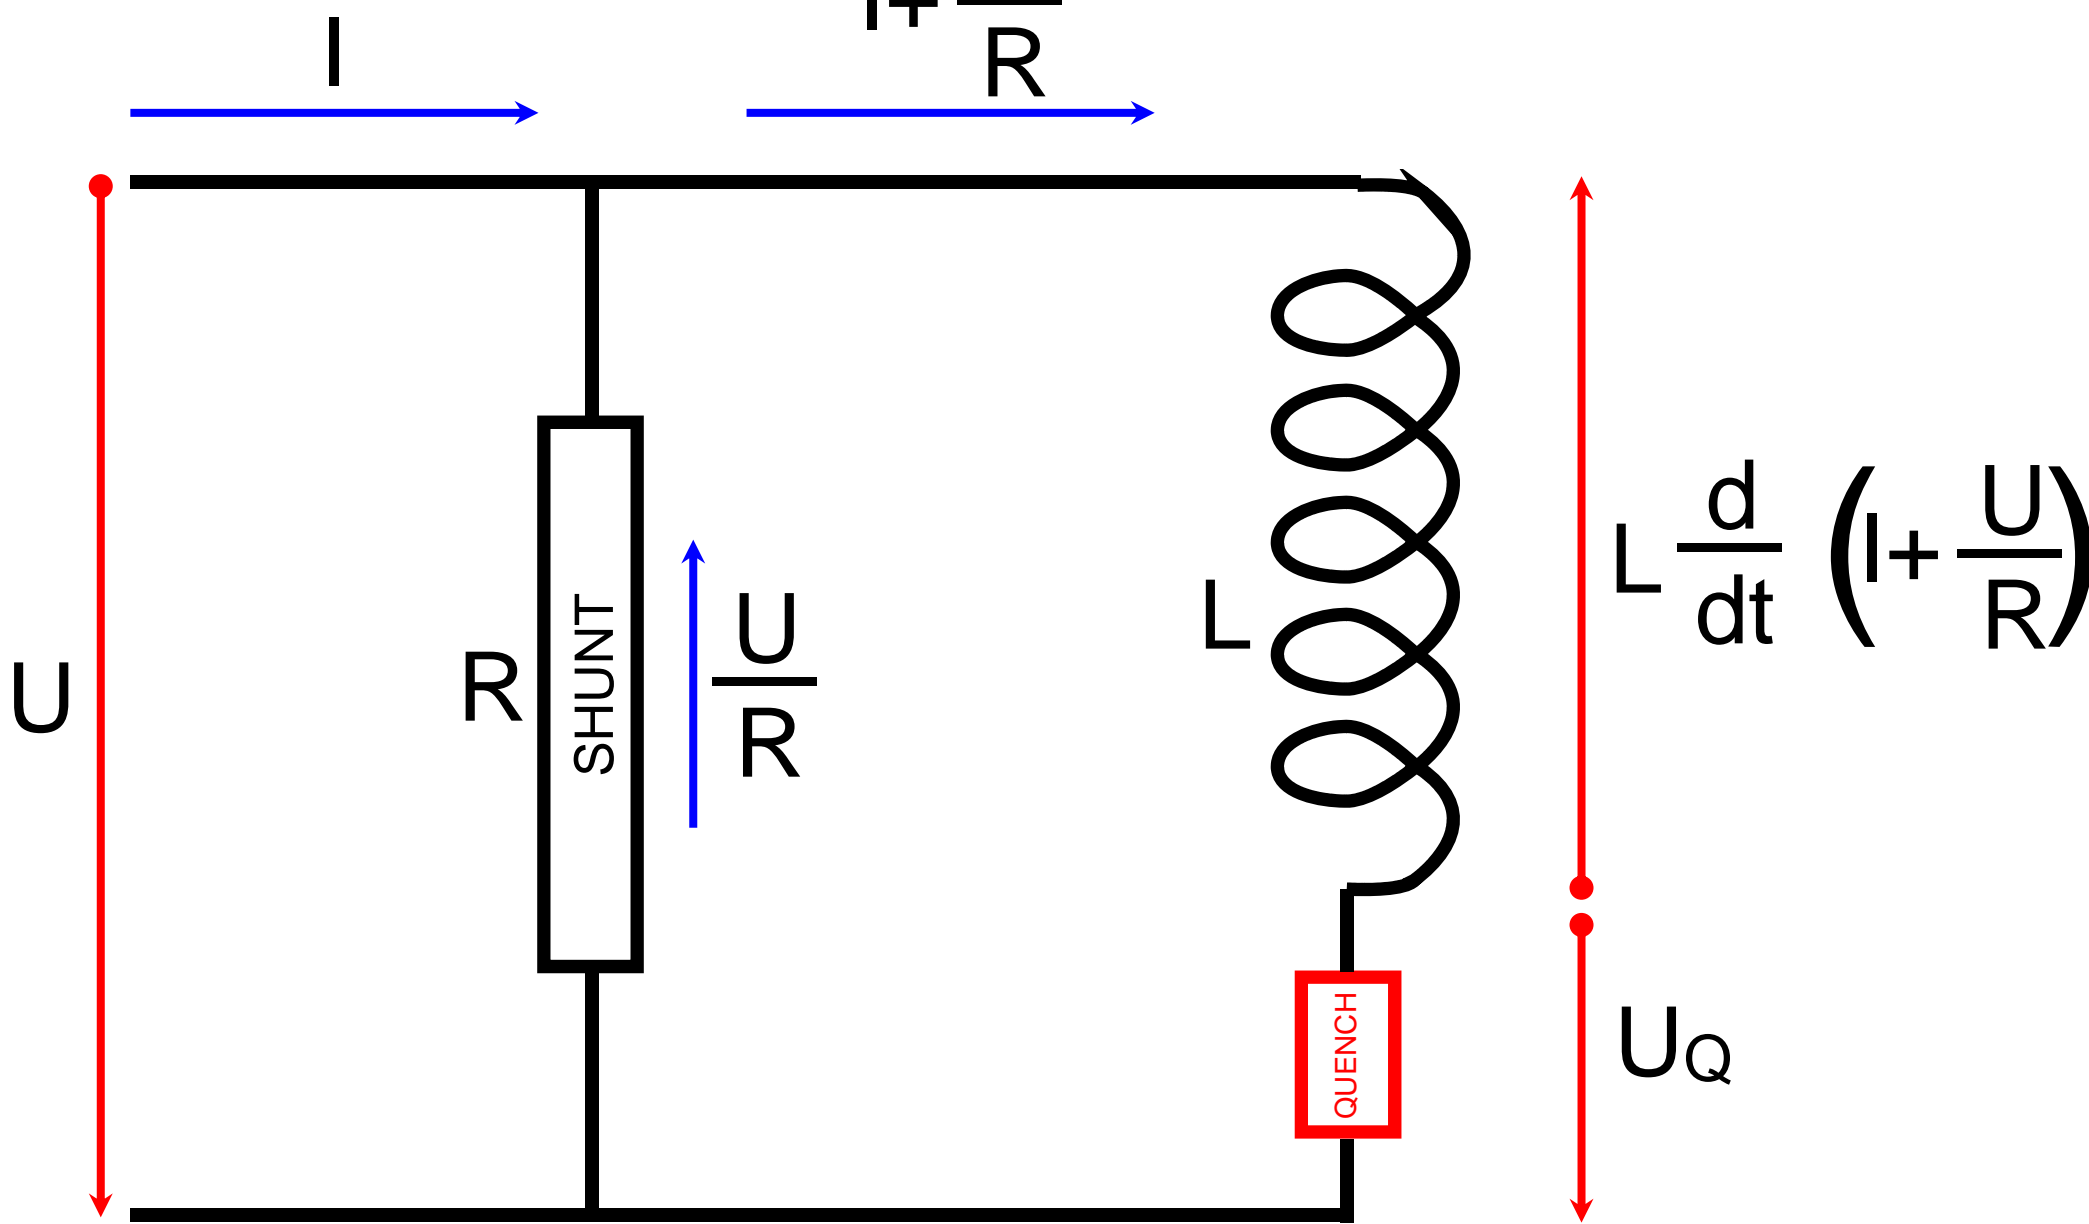 I
I+
R
U
R
SHUNT
U
R
L
L d/dt (I+ U/R)
QUENCH
UQ